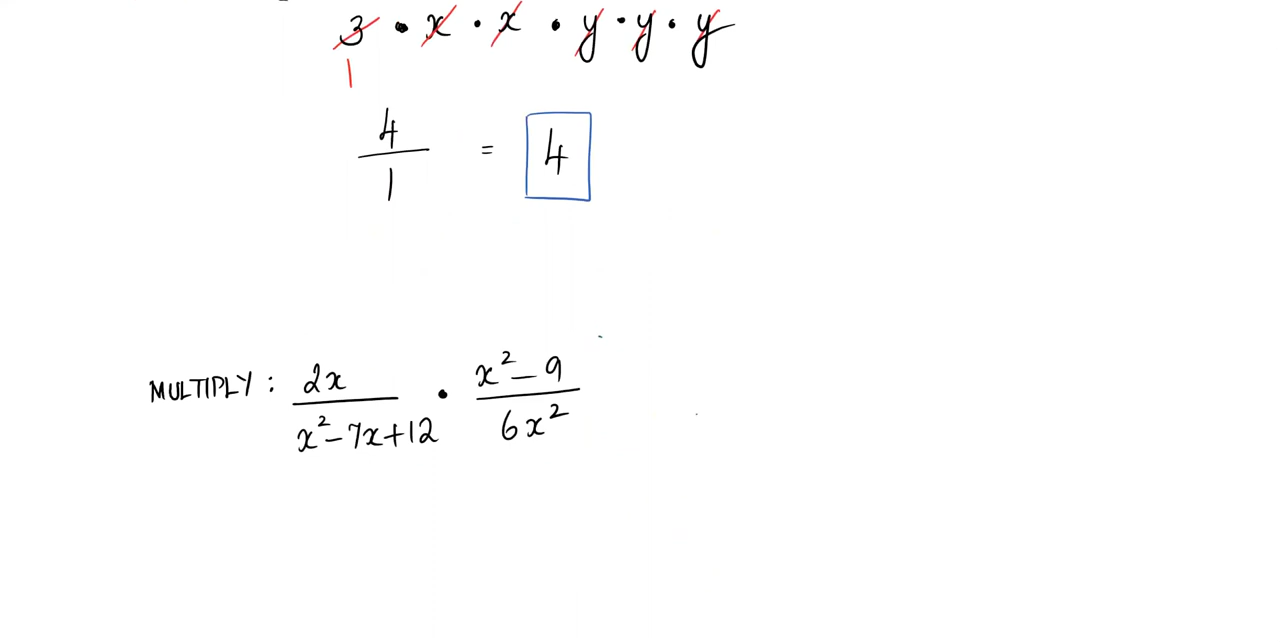 3 • x • x • y • y • y
1
4/1 = 4
MULTIPLY: 2x/(x²-7x+12) • (x²-9)/(6x²)